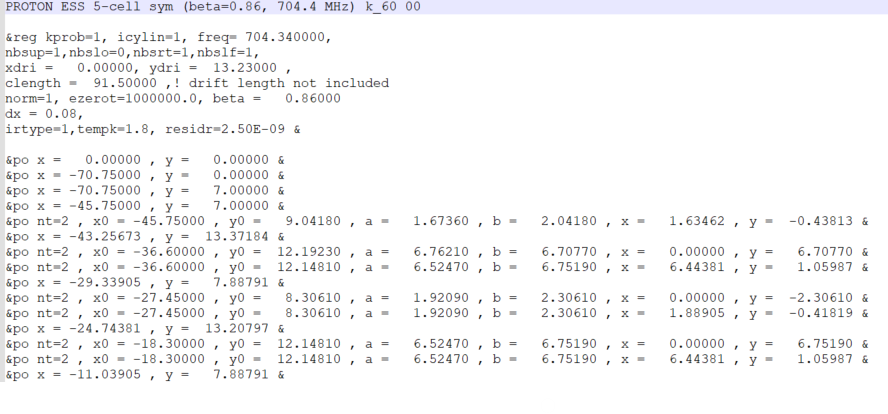 PROTON ESS 5-cell sym (beta=0.86, 704.4 MHz) k_60 00
&reg kprob=1, icylin=1, freq= 704.340000,
nbsup=1,nbslo=0,nbsrt=1,nbslf=1,
xdri =   0.00000, ydri =  13.23000 ,
clength =  91.50000 ,! drift length not included
norm=1, ezerot=1000000.0, beta =   0.86000
dx = 0.08,
irtype=1,tempk=1.8, residr=2.50E-09 &
&po x =   0.00000 , y =   0.00000 &
&po x = -70.75000 , y =   0.00000 &
&po x = -70.75000 , y =   7.00000 &
&po x = -45.75000 , y =   7.00000 &
&po nt=2 , x0 = -45.75000 , y0 =   9.04180 , a =   1.67360 , b =   2.04180 , x =   1.63462 , y =  -0.43813 &
&po x = -43.25673 , y =  13.37184 &
&po nt=2 , x0 = -36.60000 , y0 =  12.19230 , a =   6.76210 , b =   6.70770 , x =   0.00000 , y =   6.70770 &
&po nt=2 , x0 = -36.60000 , y0 =  12.14810 , a =   6.52470 , b =   6.75190 , x =   6.44381 , y =   1.05987 &
&po x = -29.33905 , y =   7.88791 &
&po nt=2 , x0 = -27.45000 , y0 =   8.30610 , a =   1.92090 , b =   2.30610 , x =   0.00000 , y =  -2.30610 &
&po nt=2 , x0 = -27.45000 , y0 =   8.30610 , a =   1.92090 , b =   2.30610 , x =   1.88905 , y =  -0.41819 &
&po x = -24.74381 , y =  13.20797 &
&po nt=2 , x0 = -18.30000 , y0 =  12.14810 , a =   6.52470 , b =   6.75190 , x =   0.00000 , y =   6.75190 &
&po nt=2 , x0 = -18.30000 , y0 =  12.14810 , a =   6.52470 , b =   6.75190 , x =   6.44381 , y =   1.05987 &
&po x = -11.03905 , y =   7.88791 &